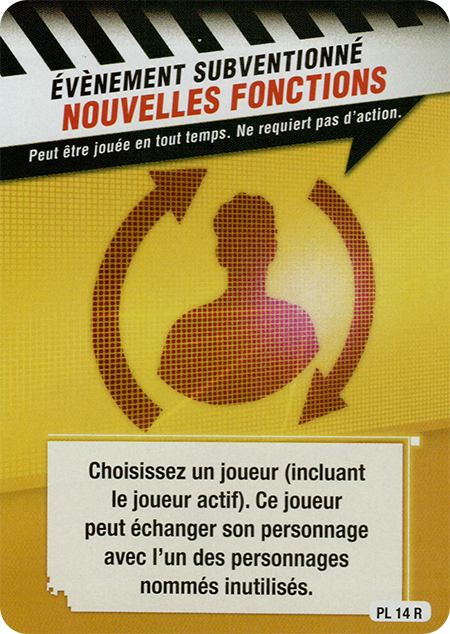 ÉVÈNEMENT SUBVENTIONNÉ
NOUVELLES FONCTIONS
Peut être jouée en tout temps. Ne requiert pas d'action.
Choisissez un joueur (incluant
le joueur actif). Ce joueur
peut échanger son personnage
avec l'un des personnages
nommés inutilisés.
PL 14 R